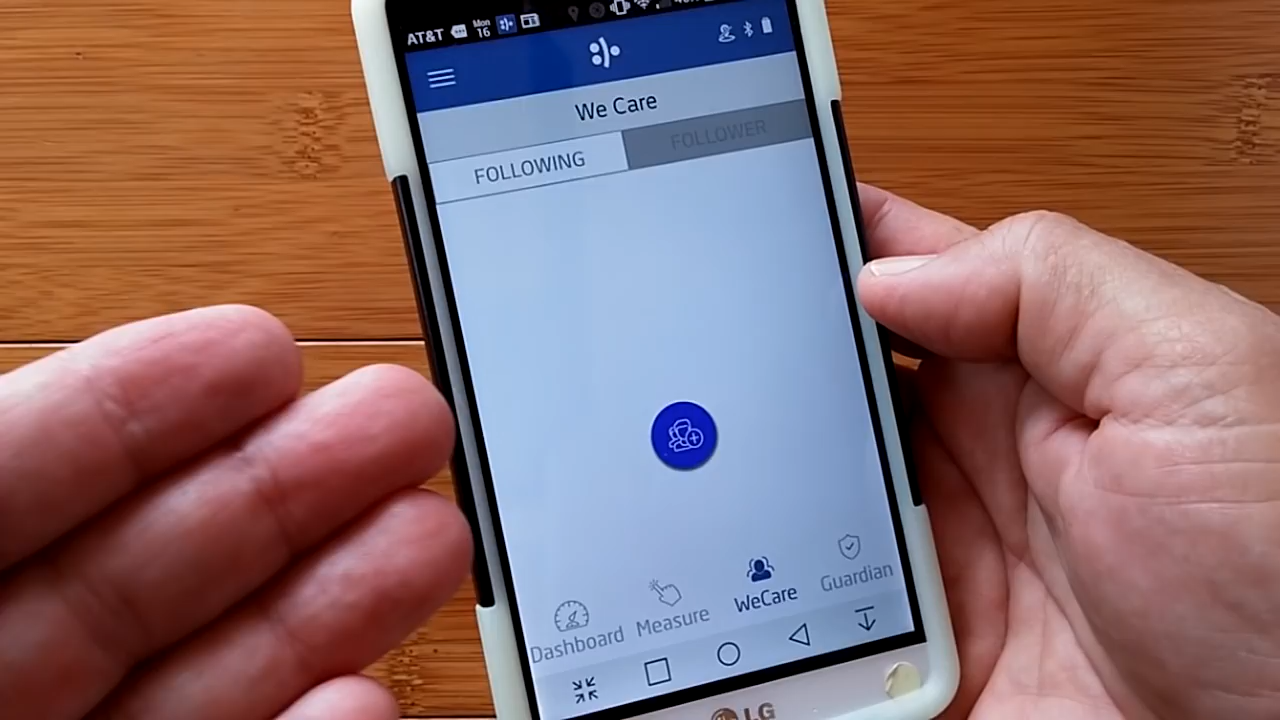 AT&T
Mon
16
We Care
FOLLOWING
FOLLOWER
Dashboard
Measure
WeCare
Guardian
LG